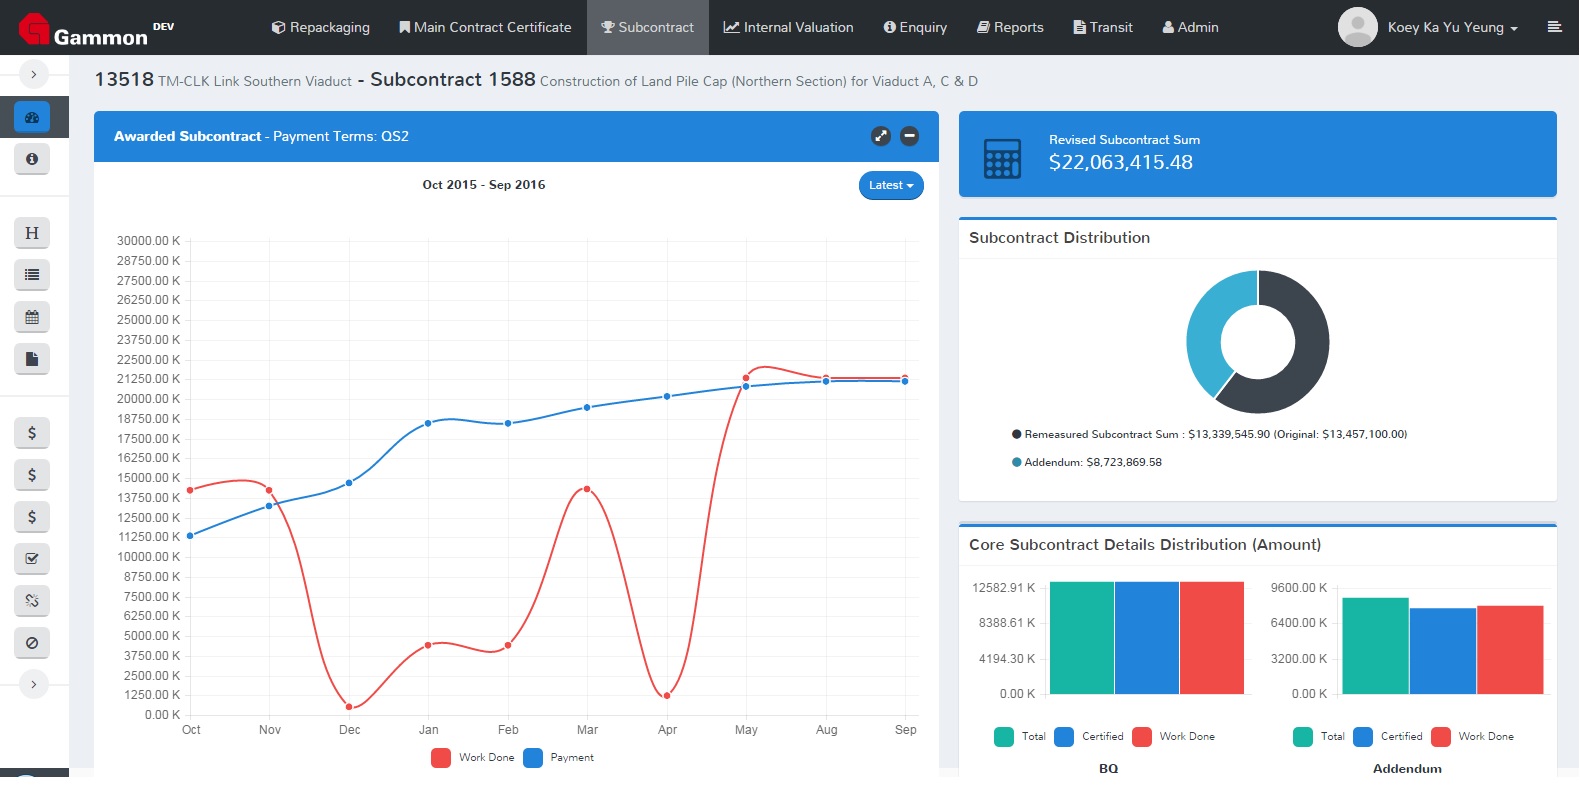 Gammon DEV
Repackaging Main Contract Certificate Subcontract Internal Valuation Enquiry Reports Transit Admin Koey Ka Yu Yeung
13518 TM-CLK Link Southern Viaduct - Subcontract 1588 Construction of Land Pile Cap (Northern Section) for Viaduct A, C & D
Awarded Subcontract - Payment Terms: QS2
Oct 2015 - Sep 2016
Latest
30000.00 K
28750.00 K
27500.00 K
26250.00 K
25000.00 K
23750.00 K
22500.00 K
21250.00 K
20000.00 K
18750.00 K
17500.00 K
16250.00 K
15000.00 K
13750.00 K
12500.00 K
11250.00 K
10000.00 K
8750.00 K
7500.00 K
6250.00 K
5000.00 K
3750.00 K
2500.00 K
1250.00 K
0.00 K
Oct Nov Dec Jan Feb Mar Apr May Aug Sep
Work Done Payment
Revised Subcontract Sum
$22,063,415.48
Subcontract Distribution
Remeasured Subcontract Sum : $13,339,545.90 (Original: $13,457,100.00)
Addendum: $8,723,869.58
Core Subcontract Details Distribution (Amount)
12582.91 K
8388.61 K
4194.30 K
0.00 K
Total Certified Work Done
BQ
9600.00 K
6400.00 K
3200.00 K
0.00 K
Total Certified Work Done
Addendum
H
$
$
$